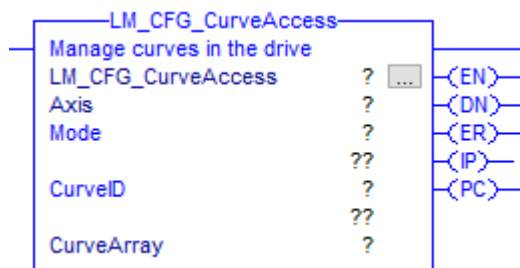 LM_CFG_CurveAccess
Manage curves in the drive
LM_CFG_CurveAccess ? ... (EN)
Axis ? (DN)
Mode ? (ER)
?? (IP)
CurveID ? (PC)
??
CurveArray ?